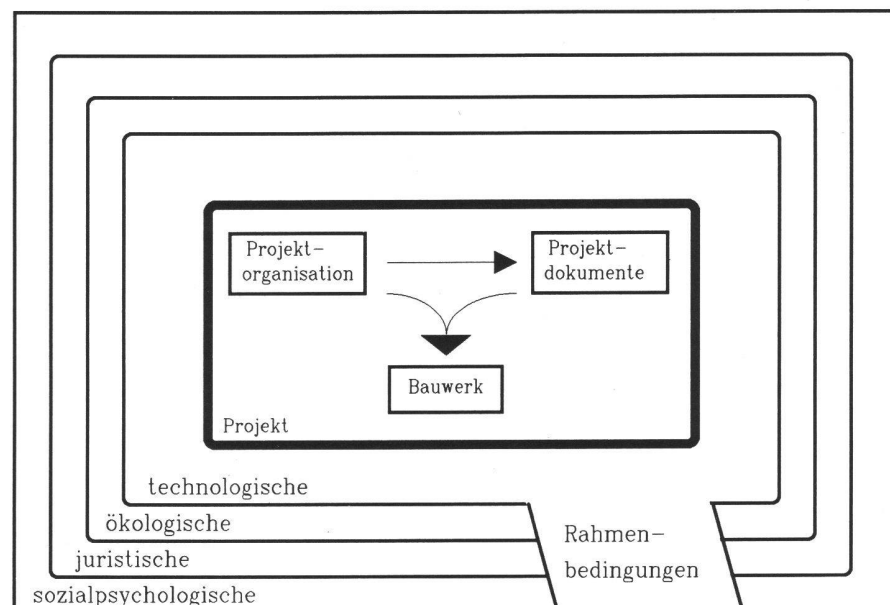 Projekt-
organisation
Projekt-
dokumente
Bauwerk
Projekt
technologische
ökologische
juristische
sozialpsychologische
Rahmen-
bedingungen